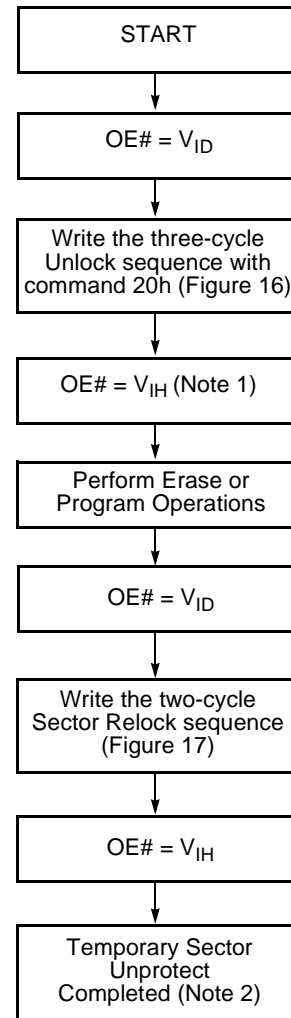 START
OE# = VID
Write the three-cycle
Unlock sequence with
command 20h (Figure 16)
OE# = VIH (Note 1)
Perform Erase or
Program Operations
OE# = VID
Write the two-cycle
Sector Relock sequence
(Figure 17)
OE# = VIH
Temporary Sector
Unprotect
Completed (Note 2)